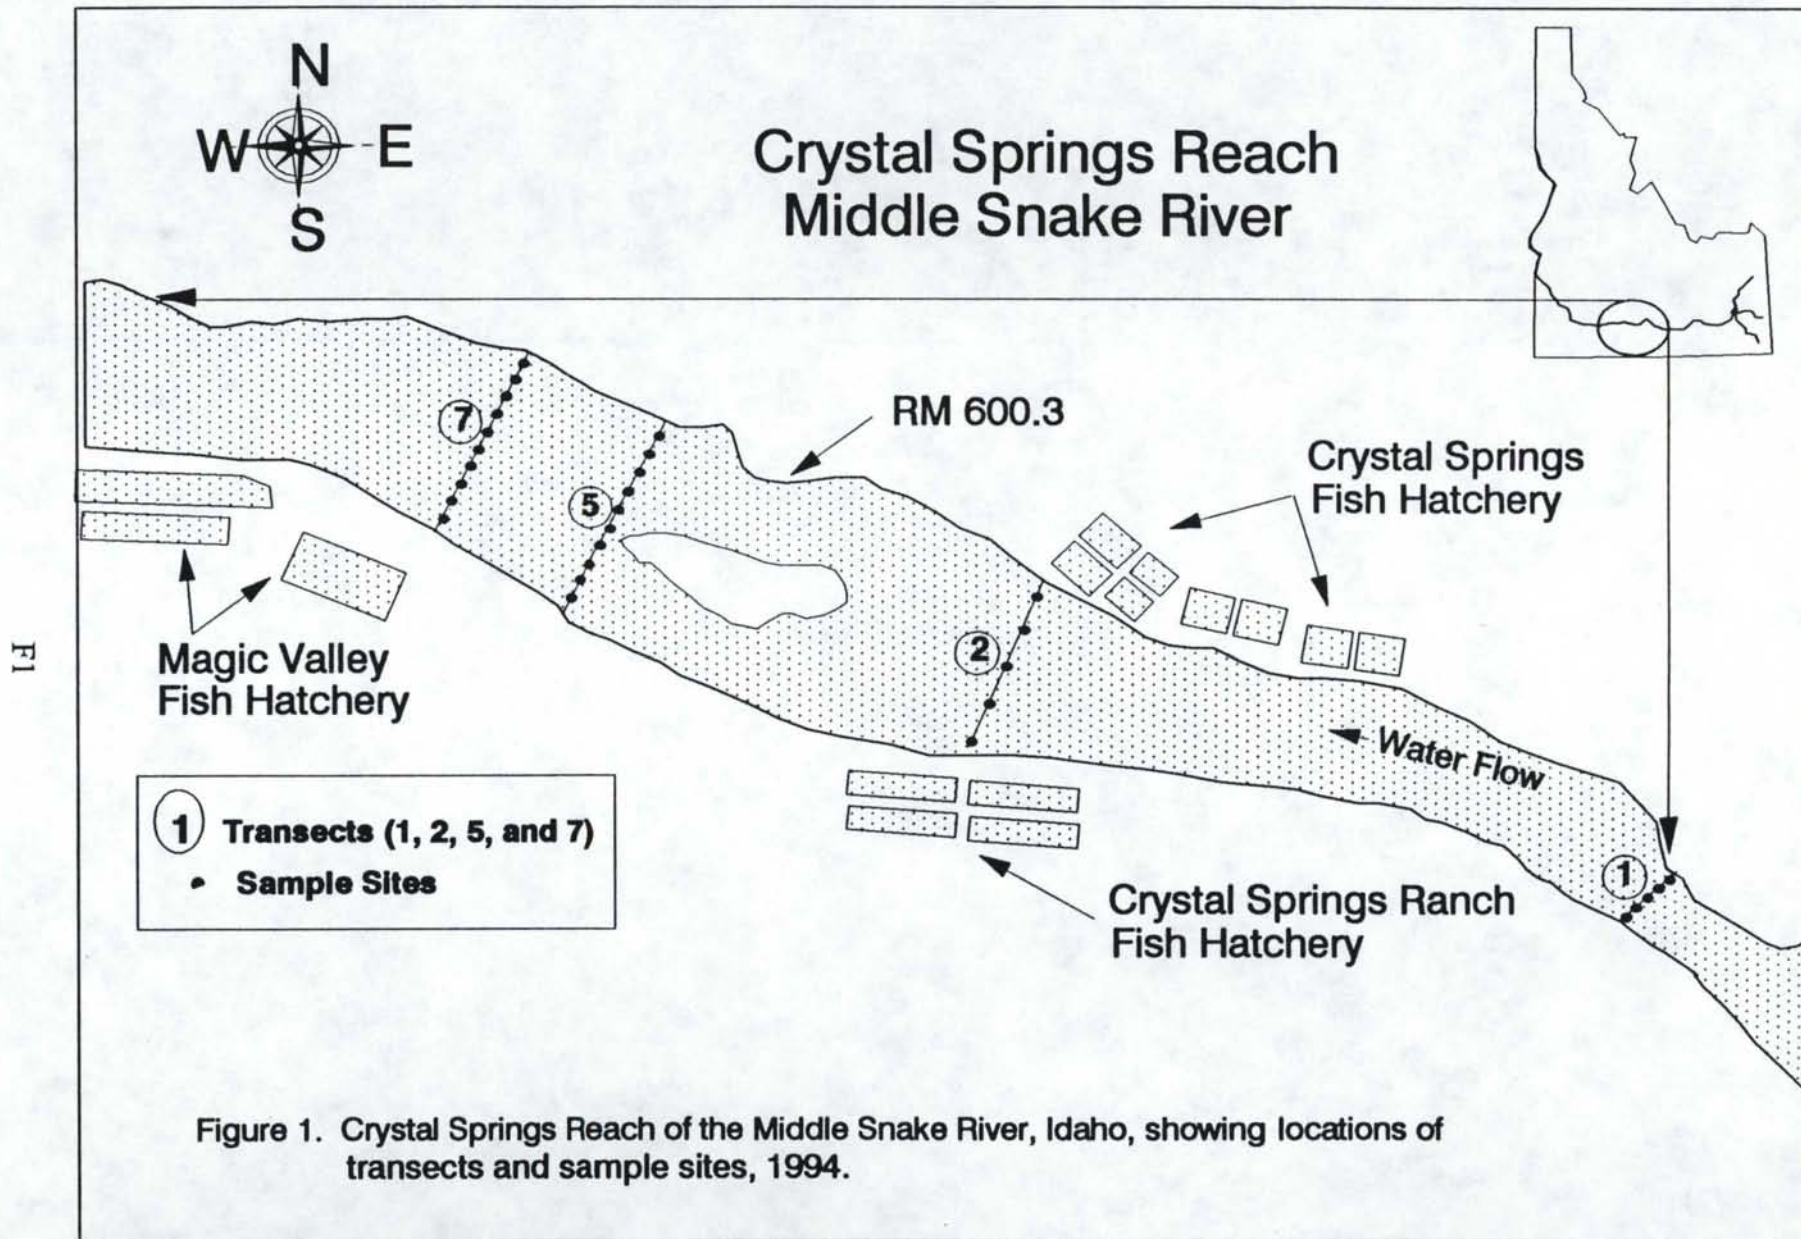 N
W E
S
Crystal Springs Reach
Middle Snake River
RM 600.3
7
5
Crystal Springs
Fish Hatchery
2
Magic Valley
Fish Hatchery
Water Flow
1
1 Transects (1, 2, 5, and 7)
Sample Sites
Crystal Springs Ranch
Fish Hatchery
Figure 1. Crystal Springs Reach of the Middle Snake River, Idaho, showing locations of
transects and sample sites, 1994.
F1